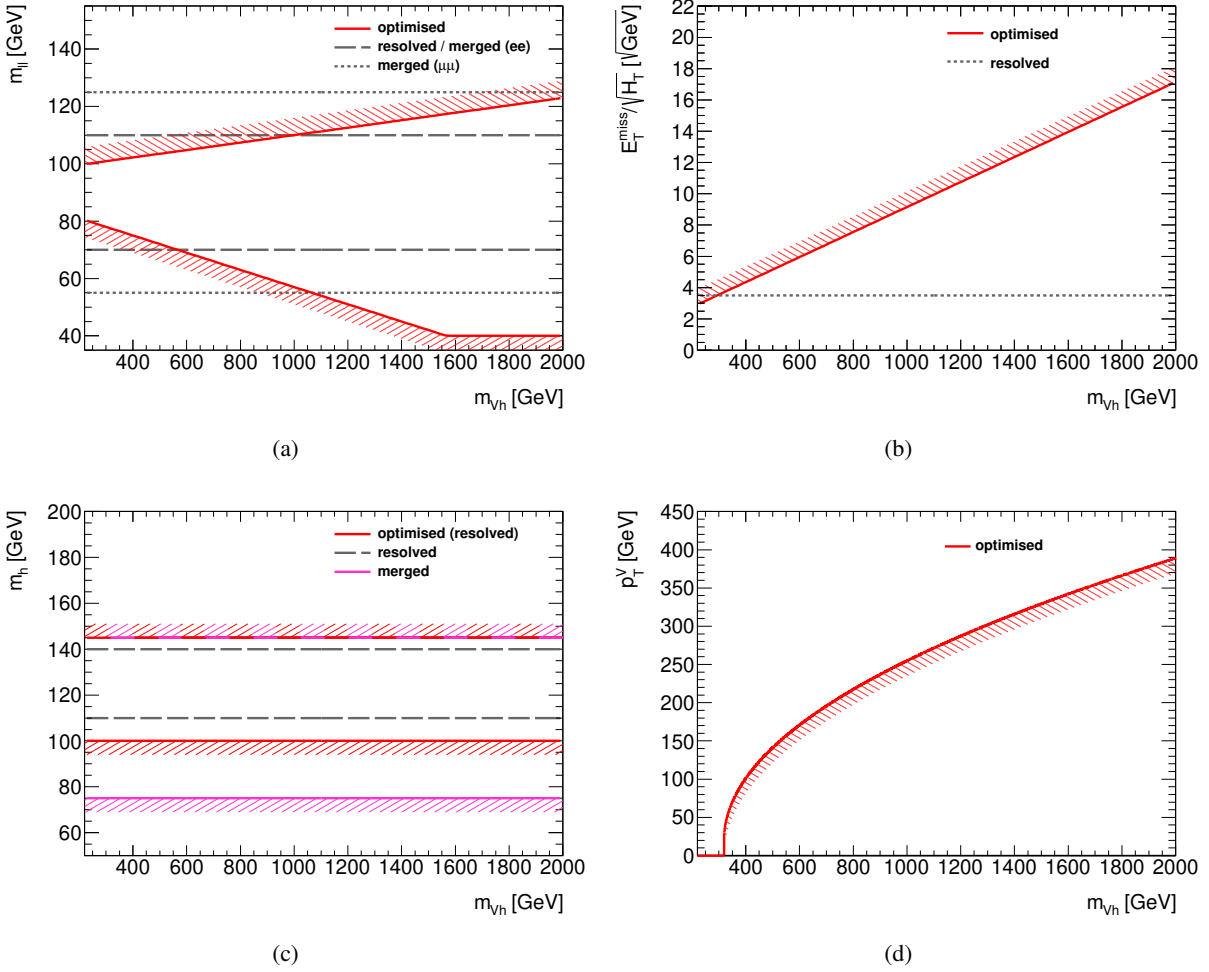 m_ll [GeV]
optimised
resolved / merged (ee)
merged (μμ)
140
120
100
80
60
40
400 600 800 1000 1200 1400 1600 1800 2000
m_Vh [GeV]
(a)
E_T^miss/√H_T [√GeV]
optimised
resolved
22
20
18
16
14
12
10
8
6
4
2
0
400 600 800 1000 1200 1400 1600 1800 2000
m_Vh [GeV]
(b)
m_h [GeV]
optimised (resolved)
resolved
merged
200
180
160
140
120
100
80
60
400 600 800 1000 1200 1400 1600 1800 2000
m_Vh [GeV]
(c)
p_T^V [GeV]
optimised
450
400
350
300
250
200
150
100
50
0
400 600 800 1000 1200 1400 1600 1800 2000
m_Vh [GeV]
(d)